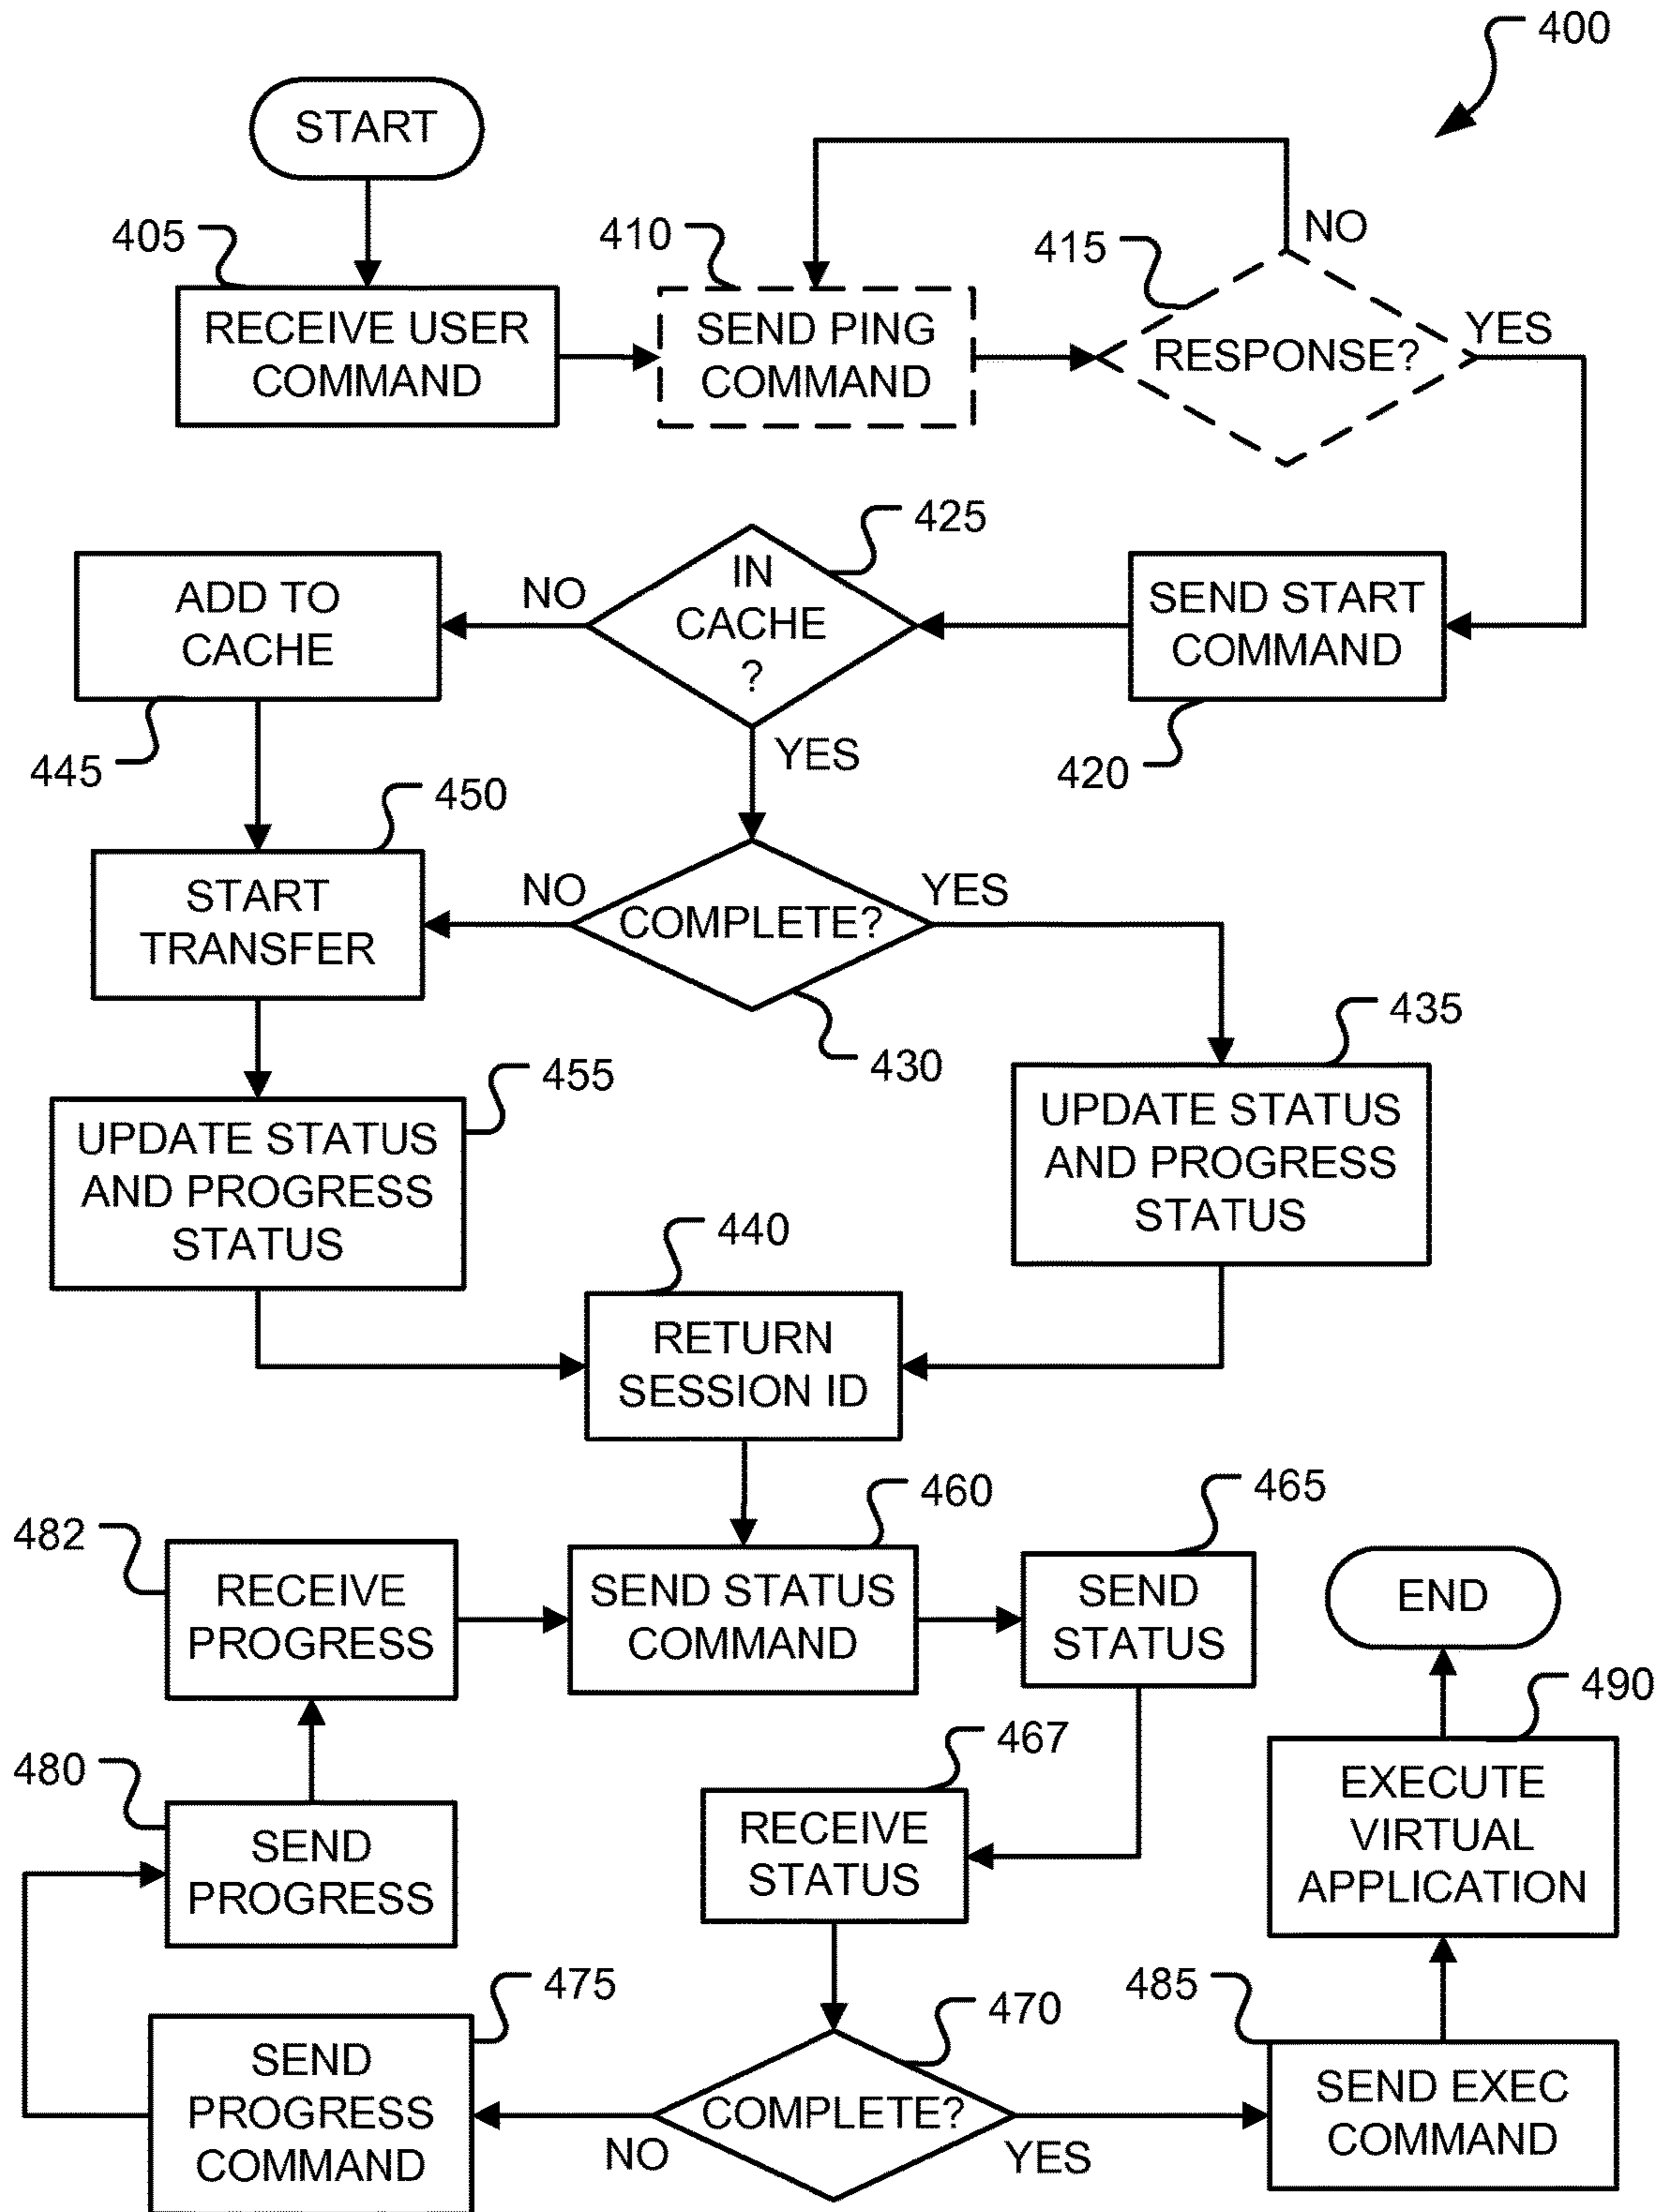 400
START
405
RECEIVE USER
COMMAND
410
SEND PING
COMMAND
415
RESPONSE?
NO
YES
425
IN
CACHE
?
NO
YES
ADD TO
CACHE
445
SEND START
COMMAND
420
450
START
TRANSFER
NO
COMPLETE?
YES
430
435
UPDATE STATUS
AND PROGRESS
STATUS
455
UPDATE STATUS
AND PROGRESS
STATUS
440
RETURN
SESSION ID
460
SEND STATUS
COMMAND
465
SEND
STATUS
482
RECEIVE
PROGRESS
END
490
EXECUTE
VIRTUAL
APPLICATION
467
RECEIVE
STATUS
480
SEND
PROGRESS
475
SEND
PROGRESS
COMMAND
470
COMPLETE?
NO
YES
485
SEND EXEC
COMMAND